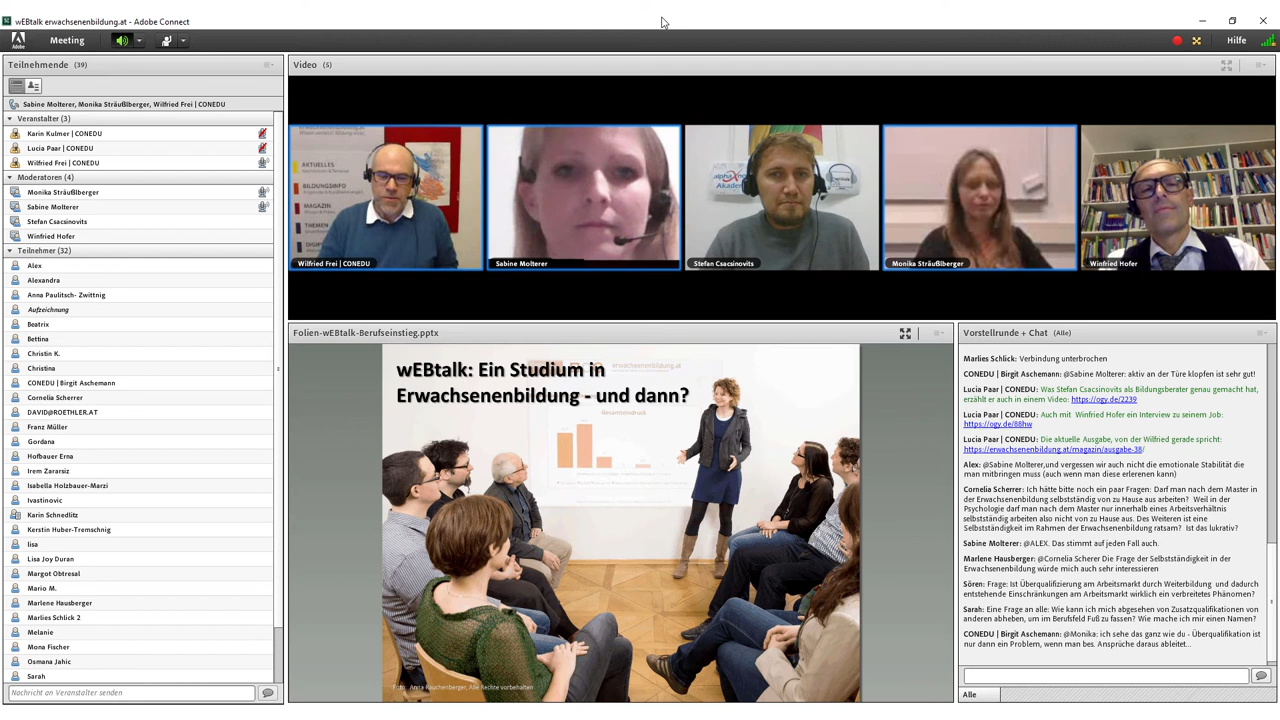 wEBtalk erwachsenenbildung.at - Adobe Connect
Adobe
Meeting
Hilfe
Teilnehmende (39)
Sabine Molterer, Monika Sträußlberger, Wilfried Frei | CONEDU
Veranstalter (3)
Karin Kulmer | CONEDU
Lucia Paar | CONEDU
Wilfried Frei | CONEDU
Moderatoren (4)
Monika Sträußlberger
Sabine Molterer
Stefan Csacsinovits
Winfried Hofer
Teilnehmer (32)
Alex
Alexandra
Anna Paulitsch- Zwittnig
Aufzeichnung
Beatrix
Bettina
Christin K.
Christina
CONEDU | Birgit Aschemann
Cornelia Scherrer
DAVID@ROETHLER.AT
Franz Müller
Gordana
Hofbauer Erna
Irem Zararsiz
Isabella Holzbauer-Marzi
Ivastinovic
Karin Schnedlitz
Kerstin Huber-Tremschnig
lisa
Lisa Joy Duran
Margot Obtresal
Mario M.
Marlene Hausberger
Marlies Schlick 2
Melanie
Mona Fischer
Osmana Jahic
Sarah
Nachricht an Veranstalter senden
Video (5)
AKTUELLES
BILDUNGSINFO
MAGAZIN
THEMEN
Wilfried Frei | CONEDU
Sabine Molterer
Stefan Csacsinovits
Monika Sträußlberger
Winfried Hofer
Folien-wEBtalk-Berufseinstieg.pptx
wEBtalk: Ein Studium in
Erwachsenenbildung - und dann?
erwachsenenbildung.at
Gesamteindruck
Foto: Anita Rauchenberger, Alle Rechte vorbehalten
Vorstellrunde + Chat (Alle)
Marlies Schlick: Verbindung unterbrochen
CONEDU | Birgit Aschemann: @Sabine Molterer: aktiv an der Türe klopfen ist sehr gut!
Lucia Paar | CONEDU: Was Stefan Csacsinovits als Bildungsberater genau gemacht hat,
erzählt er auch in einem Video: https://ogy.de/2239
Lucia Paar | CONEDU: Auch mit Winfried Hofer ein Interview zu seinem Job:
https://ogy.de/88hw
Lucia Paar | CONEDU: Die aktuelle Ausgabe, von der Wilfried gerade spricht:
https://erwachsenenbildung.at/magazin/ausgabe-38/
Alex: @Sabine Molterer,und vergessen wir auch nicht die emotionale Stabilität die
man mitbringen muss (auch wenn man diese erlerenen kann)
Cornelia Scherrer: Ich hätte bitte noch ein paar Fragen: Darf man nach dem Master in
der Erwachsenenbildung selbstständig von zu Hause aus arbeiten? Weil in der
Psychologie darf man nach dem Master nur innerhalb eines Arbeitsverhältnis
selbstständig arbeiten also nicht von zu Hause aus. Des Weiteren ist eine
Selbstständigkeit im Rahmen der Erwachsenenbildung ratsam? Ist das lukrativ?
Sabine Molterer: @ALEX. Das stimmt auf jeden Fall auch.
Marlene Hausberger: @Cornelia Scherer Die Frage der Selbstständigkeit in der
Erwachsenenbildung würde mich auch sehr interessieren
Sören: Frage: Ist Überqualifizierung am Arbeitsmarkt durch Weiterbildung und dadurch
entstehende Einschränkungen am Arbeitsmarkt wirklich ein verbreitetes Phänomen?
Sarah: Eine Frage an alle: Wie kann ich mich abgesehen von Zusatzqualifikationen von
anderen abheben, um im Berufsfeld Fuß zu fassen? Wie mache ich mir einen Namen?
CONEDU | Birgit Aschemann: @Monika: ich sehe das ganz wie du - Überqualifikation ist
nur dann ein Problem, wenn man bes. Ansprüche daraus ableitet...
Alle